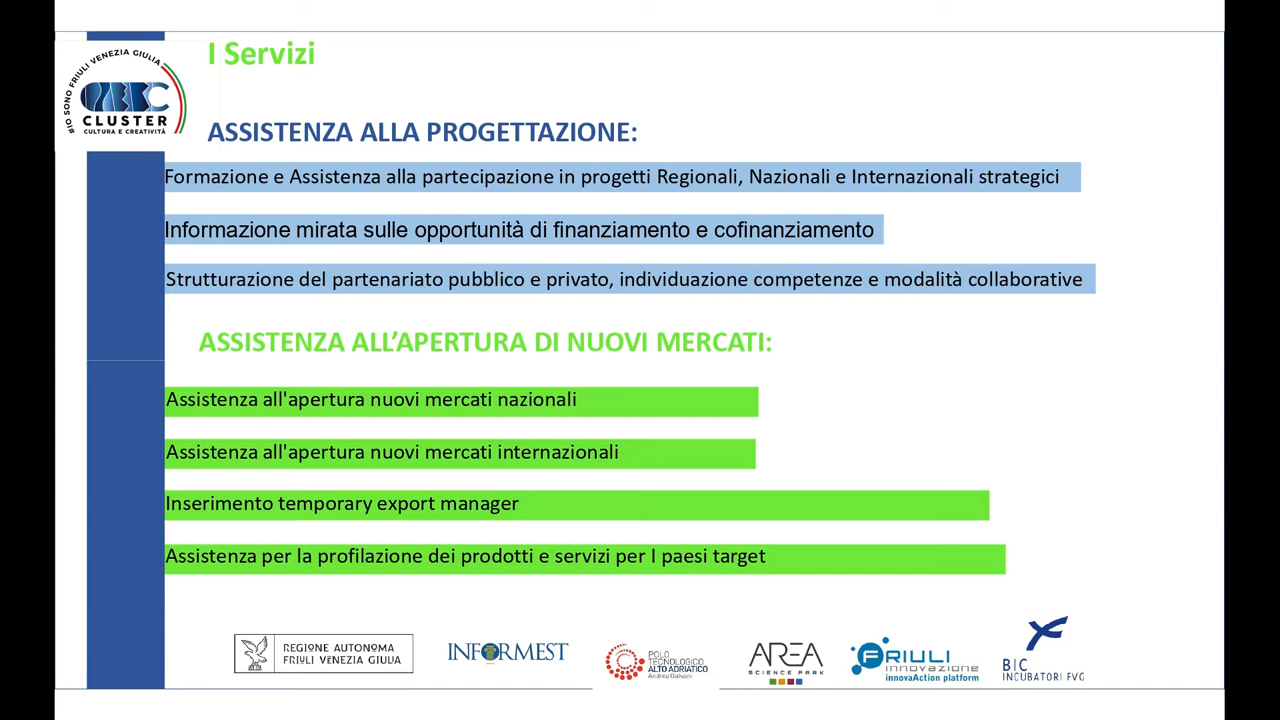 I Servizi
#IO SONO FRIULI VENEZIA GIULIA
CLUSTER
CULTURA E CREATIVITÀ
ASSISTENZA ALLA PROGETTAZIONE:
Formazione e Assistenza alla partecipazione in progetti Regionali, Nazionali e Internazionali strategici
Informazione mirata sulle opportunità di finanziamento e cofinanziamento
Strutturazione del partenariato pubblico e privato, individuazione competenze e modalità collaborative
ASSISTENZA ALL’APERTURA DI NUOVI MERCATI:
Assistenza all'apertura nuovi mercati nazionali
Assistenza all'apertura nuovi mercati internazionali
Inserimento temporary export manager
Assistenza per la profilazione dei prodotti e servizi per I paesi target
REGIONE AUTONOMA
FRIULI VENEZIA GIULIA
INFORMEST
POLO
TECNOLOGICO
ALTO ADRIATICO
Andrea Galvani
AREA
SCIENCE PARK
FRIULI
innovazione
innovaAction platform
BIC
INCUBATORI FVG